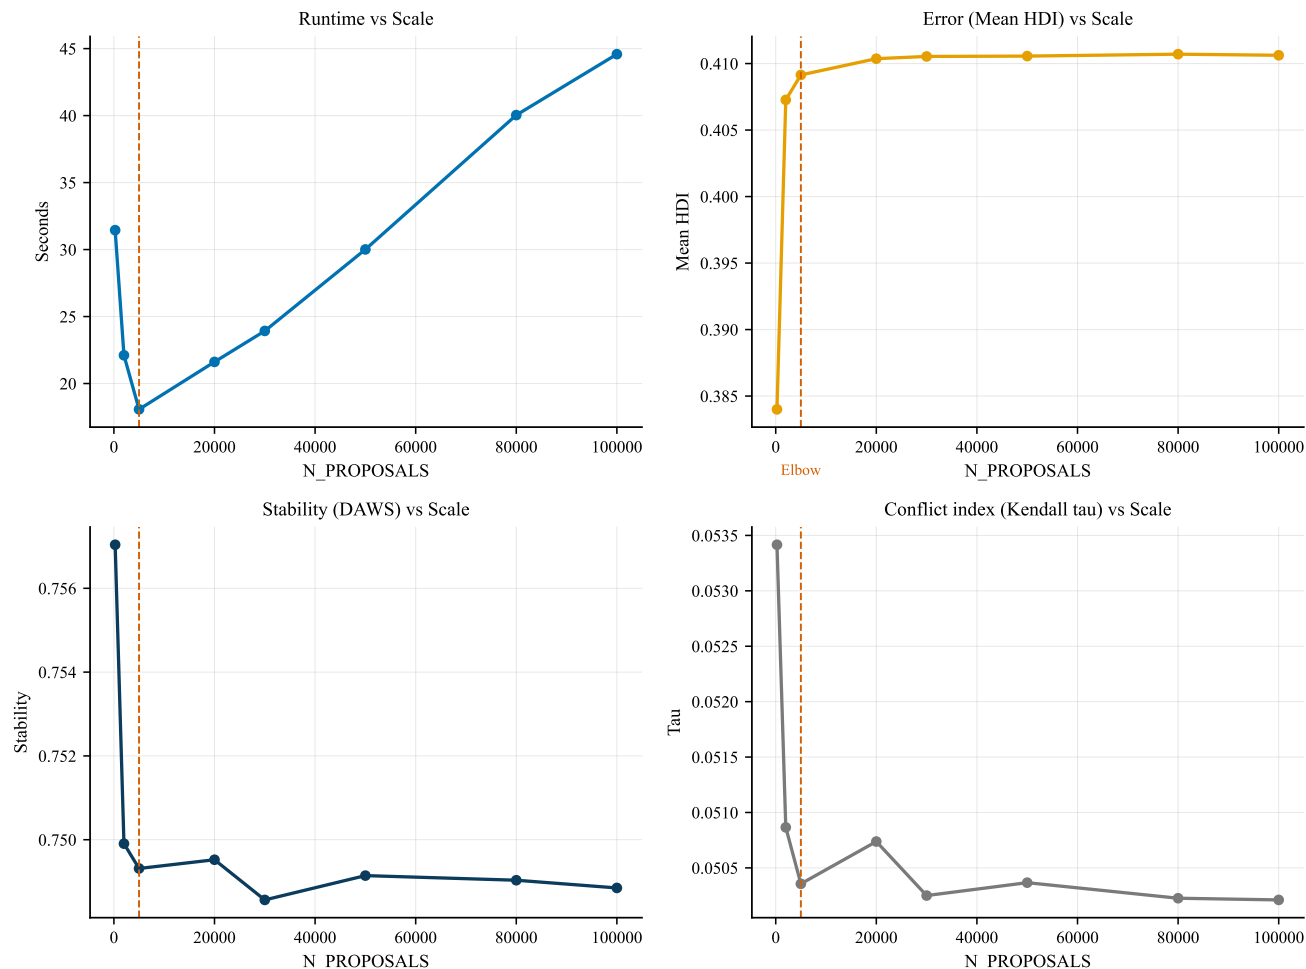 Runtime vs Scale
Seconds
45
40
35
30
25
20
0 20000 40000 60000 80000 100000
N_PROPOSALS
Error (Mean HDI) vs Scale
Mean HDI
0.410
0.405
0.400
0.395
0.390
0.385
0 20000 40000 60000 80000 100000
Elbow
N_PROPOSALS
Stability (DAWS) vs Scale
Stability
0.756
0.754
0.752
0.750
0 20000 40000 60000 80000 100000
N_PROPOSALS
Conflict index (Kendall tau) vs Scale
Tau
0.0535
0.0530
0.0525
0.0520
0.0515
0.0510
0.0505
0 20000 40000 60000 80000 100000
N_PROPOSALS